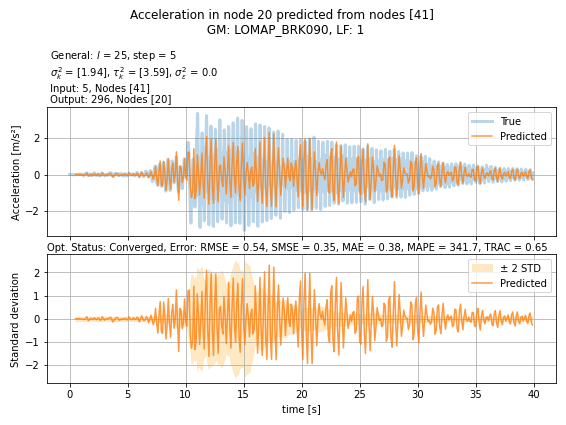 Acceleration in node 20 predicted from nodes [41]
GM: LOMAP_BRK090, LF: 1
General: l = 25, step = 5
σ²ₖ = [1.94], τ²ₖ = [3.59], σ²ε = 0.0
Input: 5, Nodes [41]
Output: 296, Nodes [20]
Acceleration [m/s²]
2
0
−2
True
Predicted
Opt. Status: Converged, Error: RMSE = 0.54, SMSE = 0.35, MAE = 0.38, MAPE = 341.7, TRAC = 0.65
Standard deviation
2
1
0
−1
−2
± 2 STD
Predicted
0 5 10 15 20 25 30 35 40
time [s]